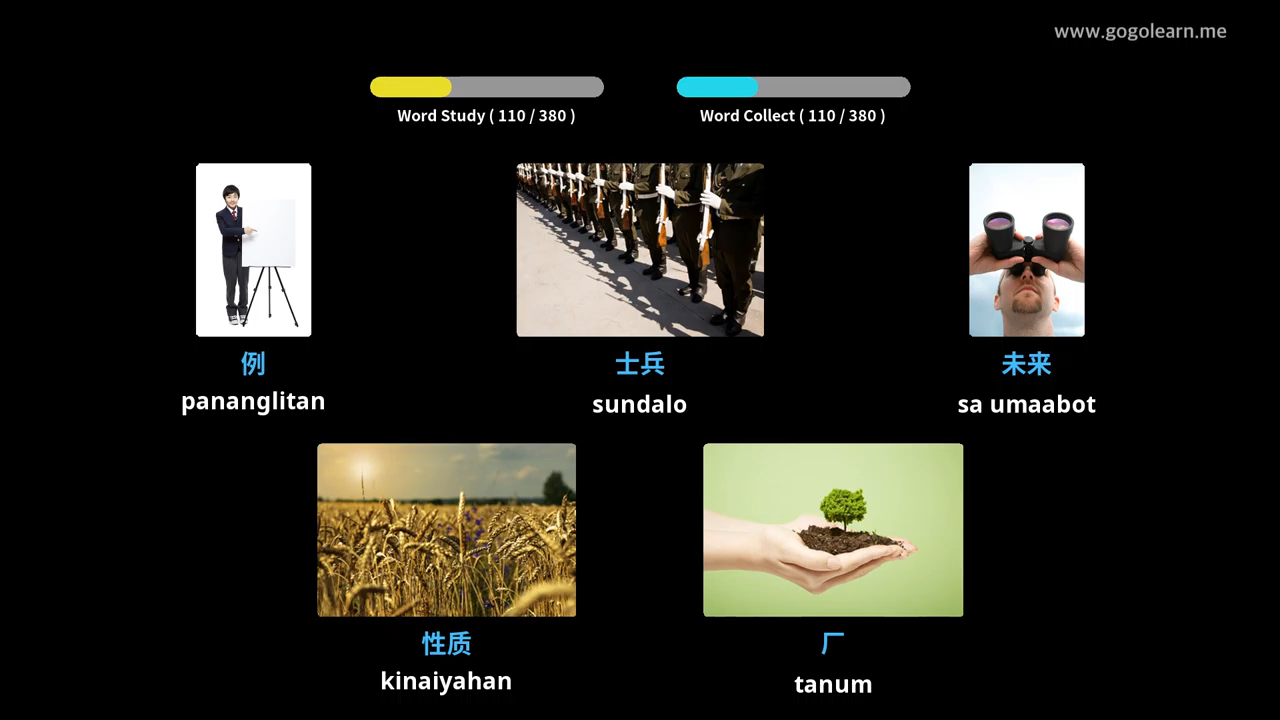 www.gogolearn.me
Word Study ( 110 / 380 )
Word Collect ( 110 / 380 )
例
pananglitan
士兵
sundalo
未来
sa umaabot
性质
kinaiyahan
厂
tanum